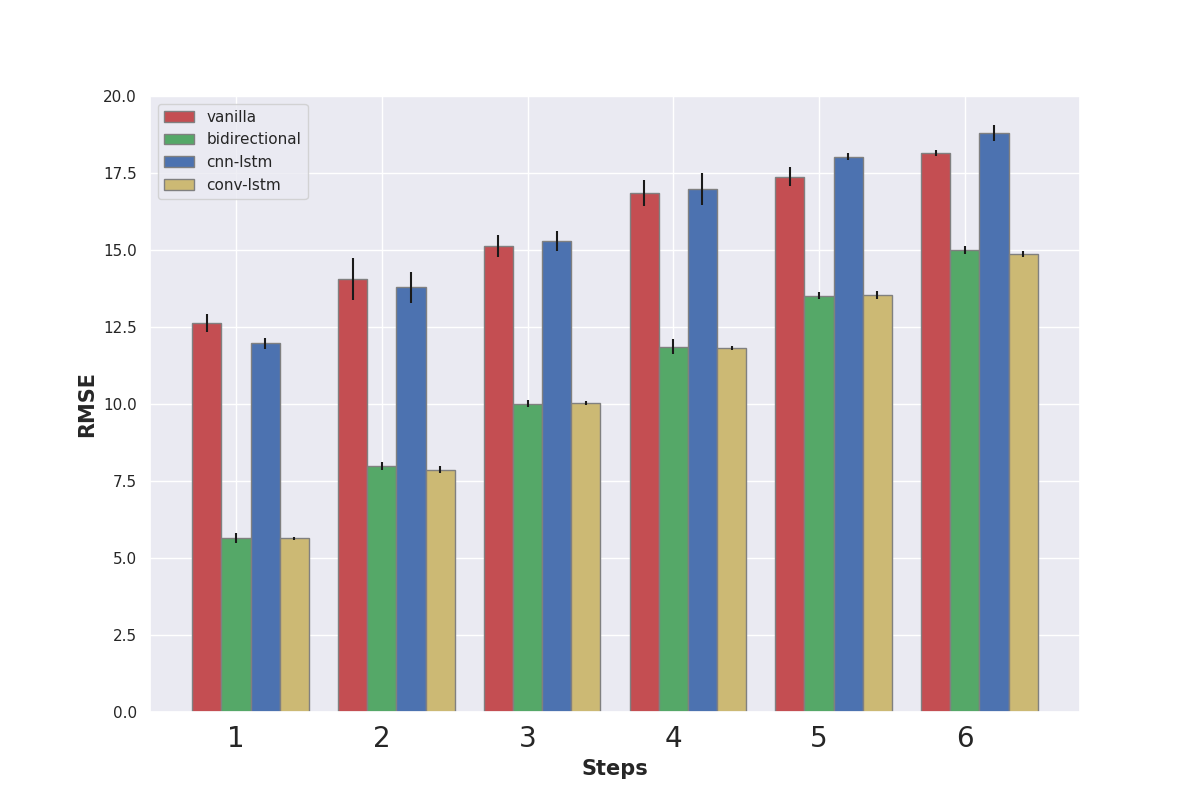 vanilla
bidirectional
cnn-lstm
conv-lstm
20.0
17.5
15.0
12.5
10.0
7.5
5.0
2.5
0.0
RMSE
1 2 3 4 5 6
Steps